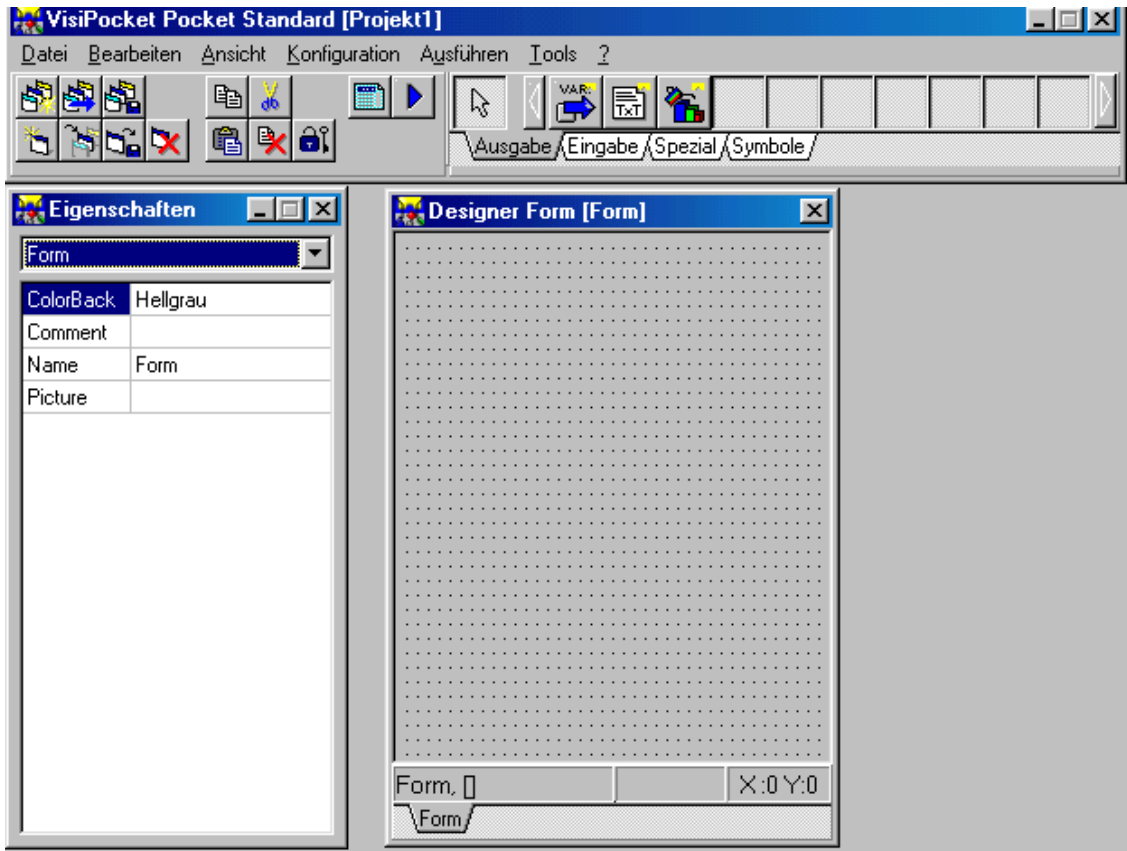 VisiPocket Pocket Standard [Projekt1]
Datei Bearbeiten Ansicht Konfiguration Ausführen Tools ?
VAR:
TxT
Ausgabe Eingabe Spezial Symbole
Eigenschaften
Form
ColorBack Hellgrau
Comment
Name Form
Picture
Designer Form [Form]
Form, []
X:0 Y:0
Form